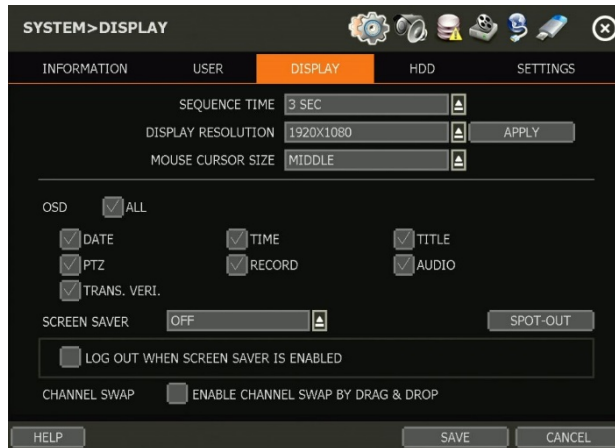 SYSTEM>DISPLAY
INFORMATION USER DISPLAY HDD SETTINGS
SEQUENCE TIME 3 SEC
DISPLAY RESOLUTION 1920X1080 APPLY
MOUSE CURSOR SIZE MIDDLE
OSD ALL
DATE TIME TITLE
PTZ RECORD AUDIO
TRANS. VERI.
SCREEN SAVER OFF SPOT-OUT
LOG OUT WHEN SCREEN SAVER IS ENABLED
CHANNEL SWAP ENABLE CHANNEL SWAP BY DRAG & DROP
HELP SAVE CANCEL